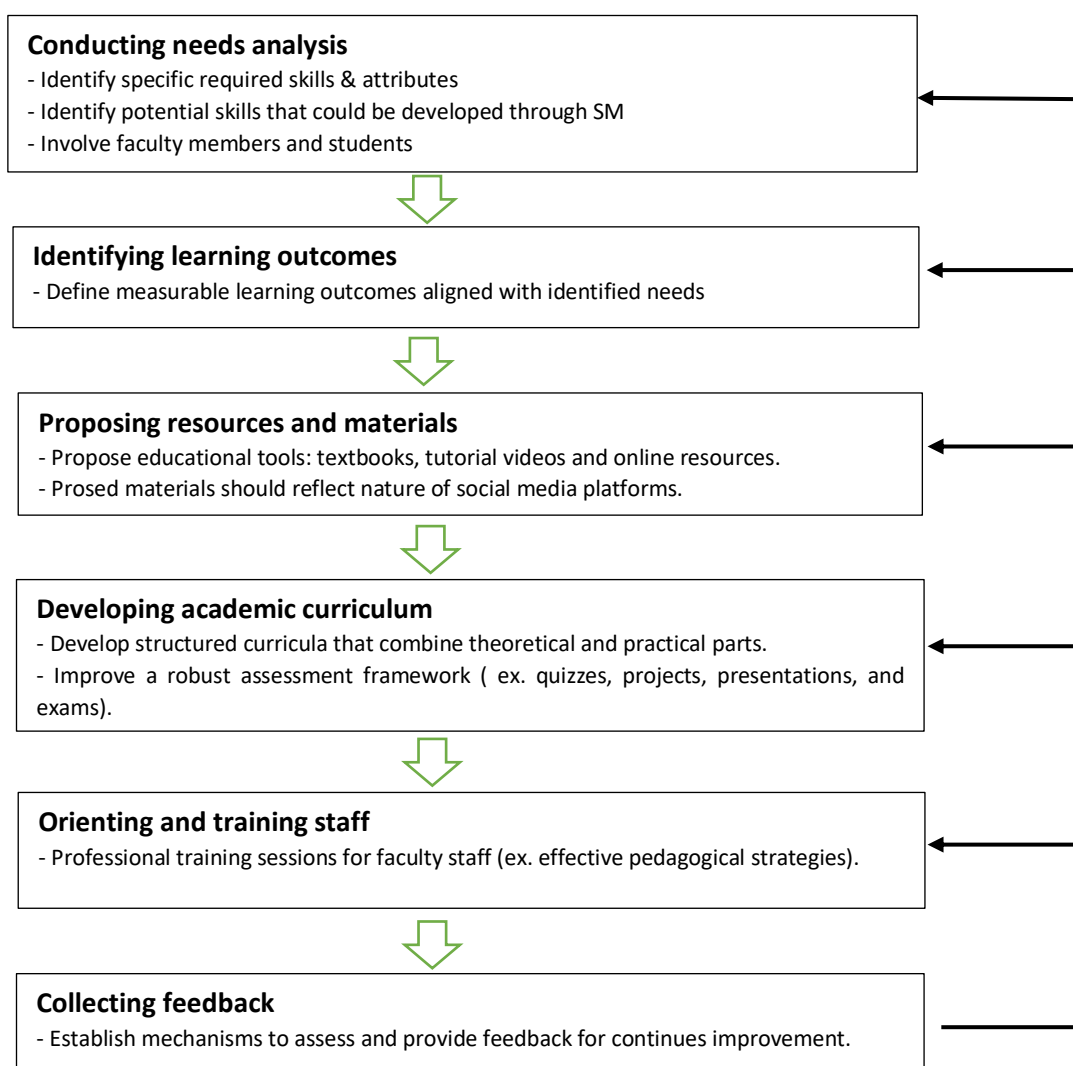 Conducting needs analysis
- Identify specific required skills & attributes
- Identify potential skills that could be developed through SM
- Involve faculty members and students
Identifying learning outcomes
- Define measurable learning outcomes aligned with identified needs
Proposing resources and materials
- Propose educational tools: textbooks, tutorial videos and online resources.
- Prosed materials should reflect nature of social media platforms.
Developing academic curriculum
- Develop structured curricula that combine theoretical and practical parts.
- Improve a robust assessment framework ( ex. quizzes, projects, presentations, and
exams).
Orienting and training staff
- Professional training sessions for faculty staff (ex. effective pedagogical strategies).
Collecting feedback
- Establish mechanisms to assess and provide feedback for continues improvement.